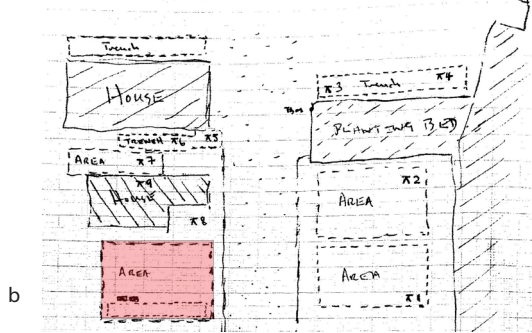 Trench
HOUSE
π3 Trench π4
TBM
PLANTING BED
TRENCH π6 π5
AREA π7
π9
HOUSE
π8
π2
AREA
AREA
AREA
π1
b